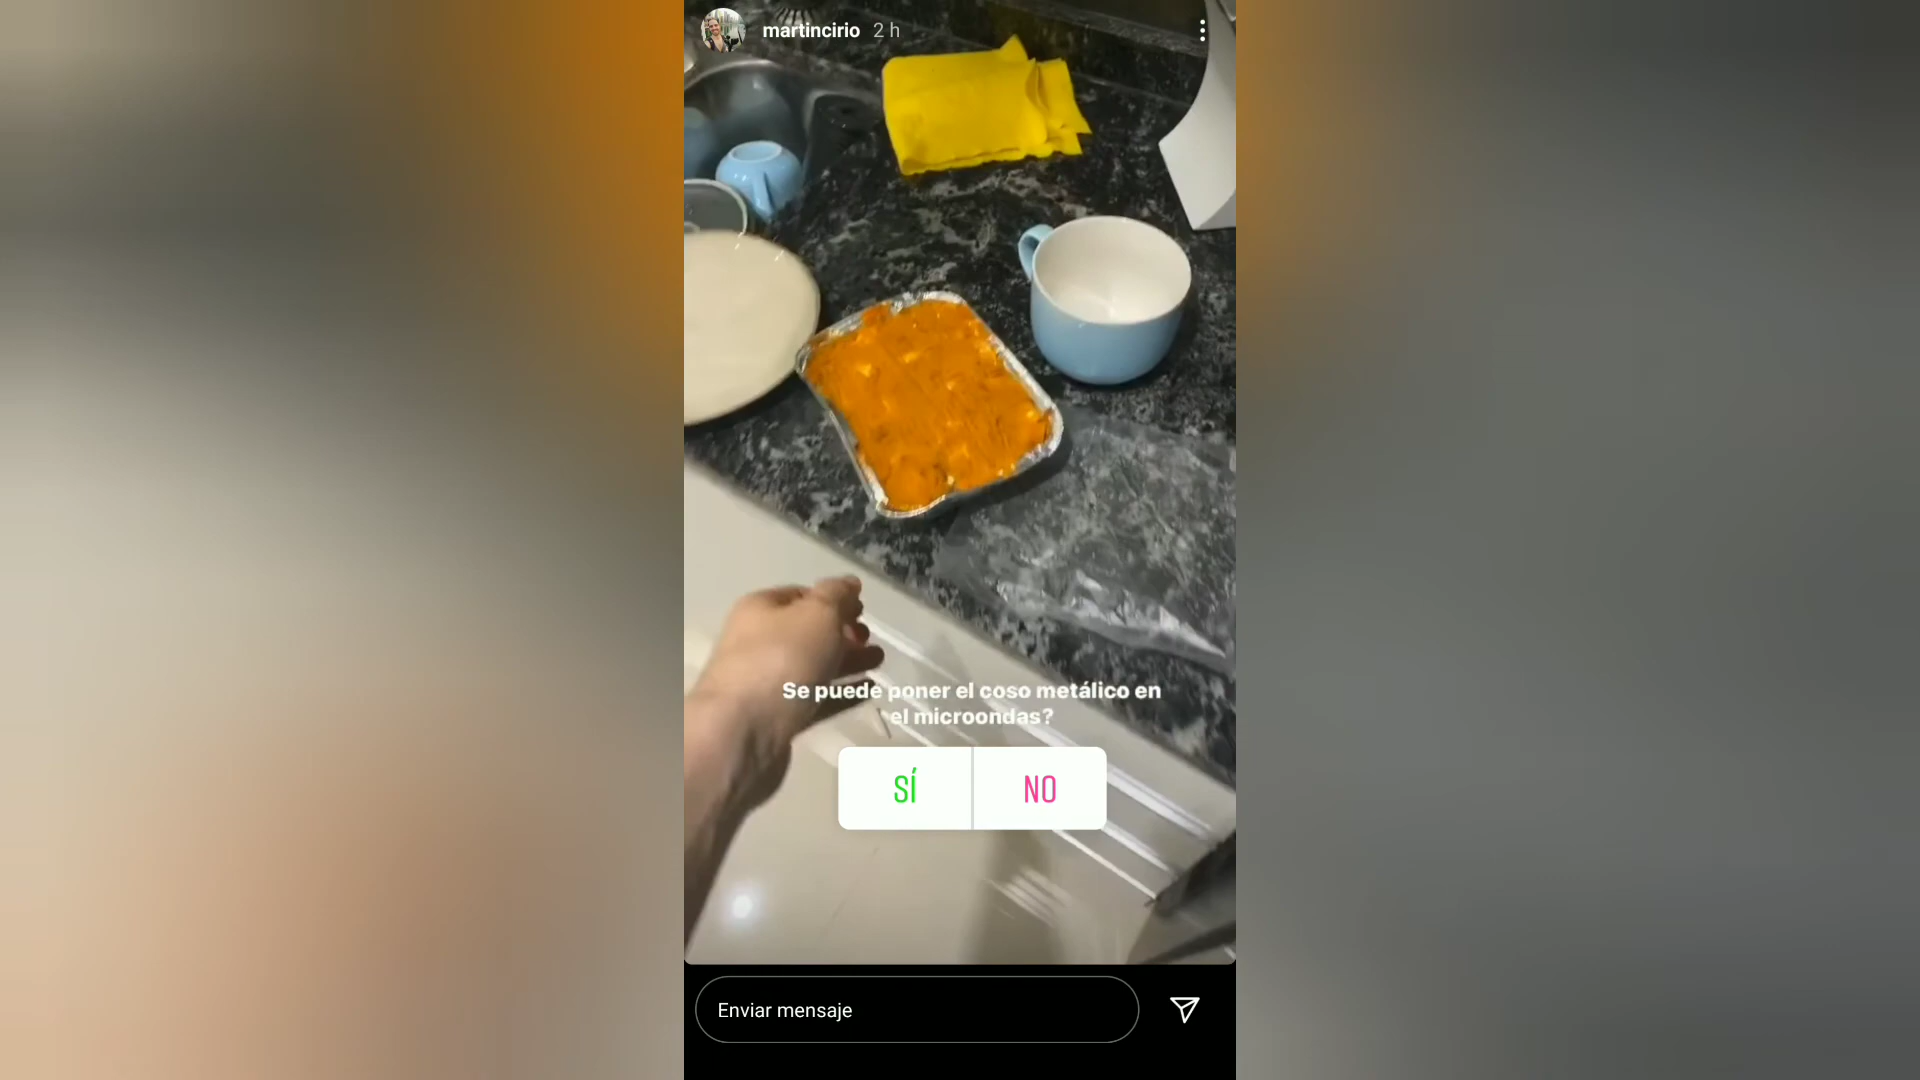 martincirio 2 h
Se puede poner el coso metálico en
el microondas?
SÍ NO
Enviar mensaje